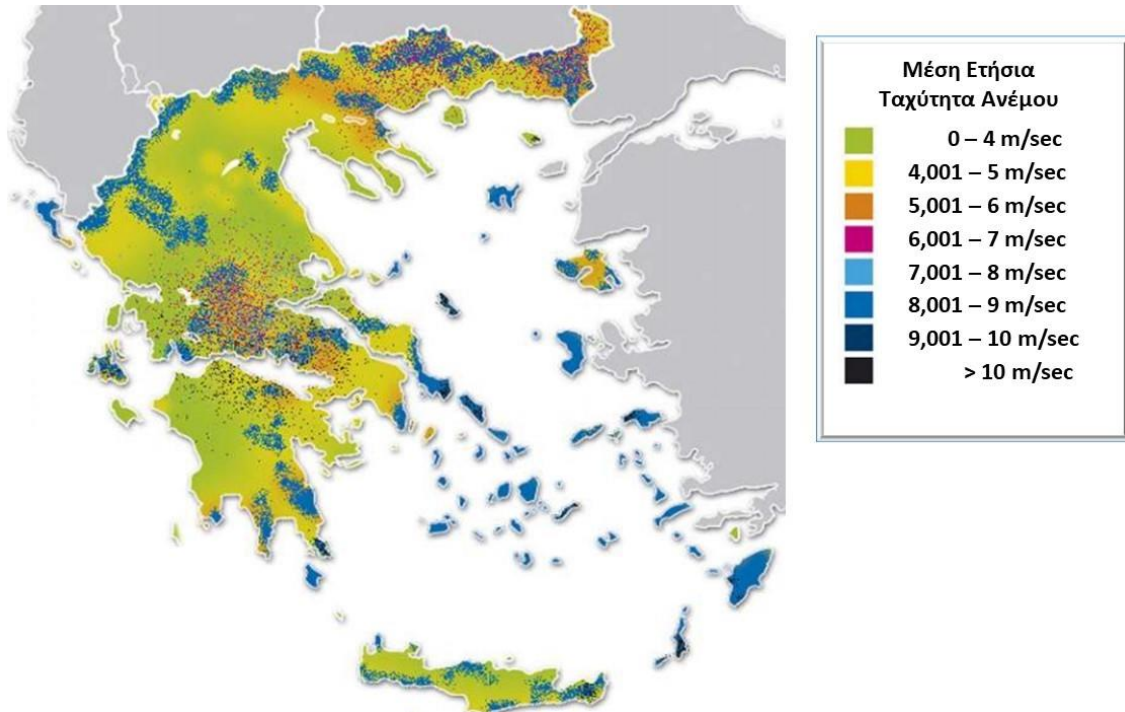 Μέση Ετήσια
Ταχύτητα Ανέμου
0 – 4 m/sec
4,001 – 5 m/sec
5,001 – 6 m/sec
6,001 – 7 m/sec
7,001 – 8 m/sec
8,001 – 9 m/sec
9,001 – 10 m/sec
> 10 m/sec